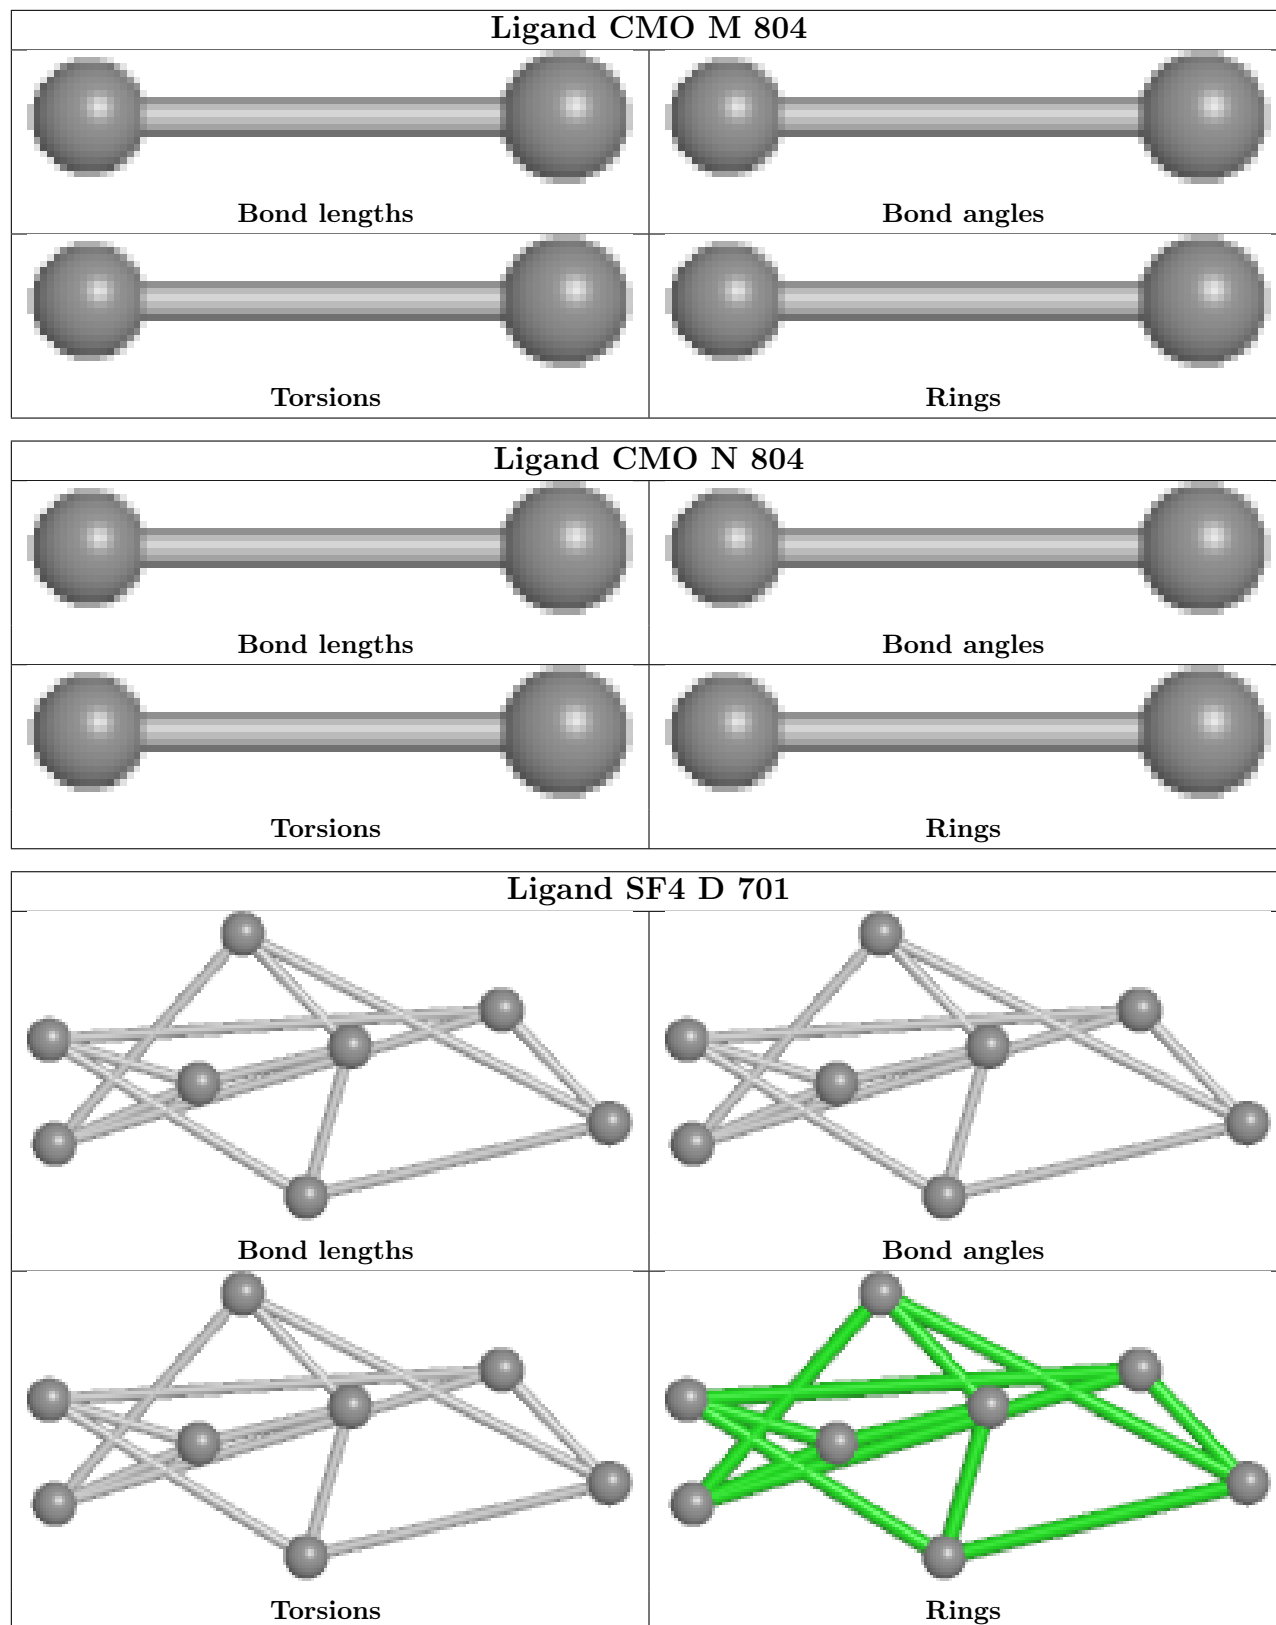 Ligand CMO M 804
Bond lengths
Bond angles
Torsions
Rings
Ligand CMO N 804
Bond lengths
Bond angles
Torsions
Rings
Ligand SF4 D 701
Bond lengths
Bond angles
Torsions
Rings